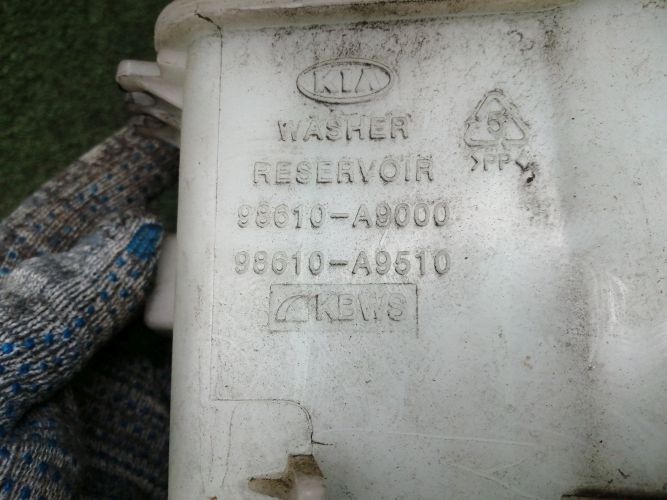 KIA
WASHER
RESERVOIR
98610-A9000
98610-A9510
KBWS
5
>PP<